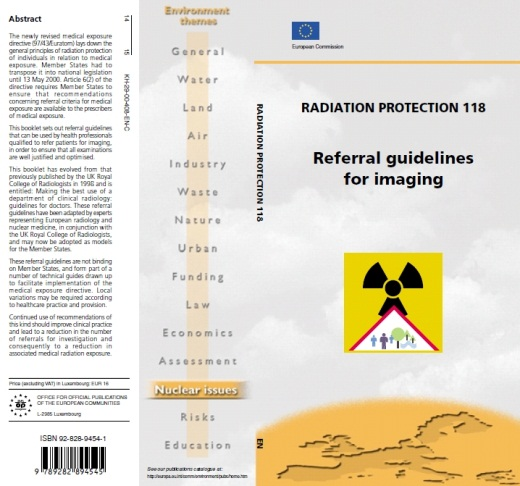 Abstract
The newly revised medical exposure
directive (97/43/Euratom) lays down the
general principles of radiation protection
of individuals in relation to medical
exposure. Member States had to
transpose it into national legislation
until 13 May 2000. Article 6(2) of the
directive requires Member States to
ensure that recommendations
concerning referral criteria for medical
exposure are available to the prescribers
of medical exposure.
This booklet sets out referral guidelines
that can be used by health professionals
qualified to refer patients for imaging,
in order to ensure that all examinations
are well justified and optimised.
This booklet has evolved from that
previously published by the UK Royal
College of Radiologists in 1998 and is
entitled: Making the best use of a
department of clinical radiology:
guidelines for doctors. These referral
guidelines have been adapted by experts
representing European radiology and
nuclear medicine, in conjunction with
the UK Royal College of Radiologists,
and may now be adopted as models
for the Member States.
These referral guidelines are not binding
on Member States, and form part of a
number of technical guides drawn up
to facilitate implementation of the
medical exposure directive. Local
variations may be required according
to healthcare practice and provision.
Continued use of recommendations of
this kind should improve clinical practice
and lead to a reduction in the number
of referrals for investigation and
consequently to a reduction in
associated medical radiation exposure.
Price (excluding VAT) in Luxembourg: EUR 16
OFFICE FOR OFFICIAL PUBLICATIONS
OF THE EUROPEAN COMMUNITIES
L-2985 Luxembourg
ISBN 92-828-9454-1
9 789282 894545
14 15 KH-29-00-408-EN-C
Environment
themes
General
Water
Land
Air
Industry
Waste
Nature
Urban
Funding
Law
Economics
Assessment
Nuclear issues
Risks
Education
See our publications catalogue at:
RADIATION PROTECTION 118
EN
European Commission
RADIATION PROTECTION 118
Referral guidelines
for imaging